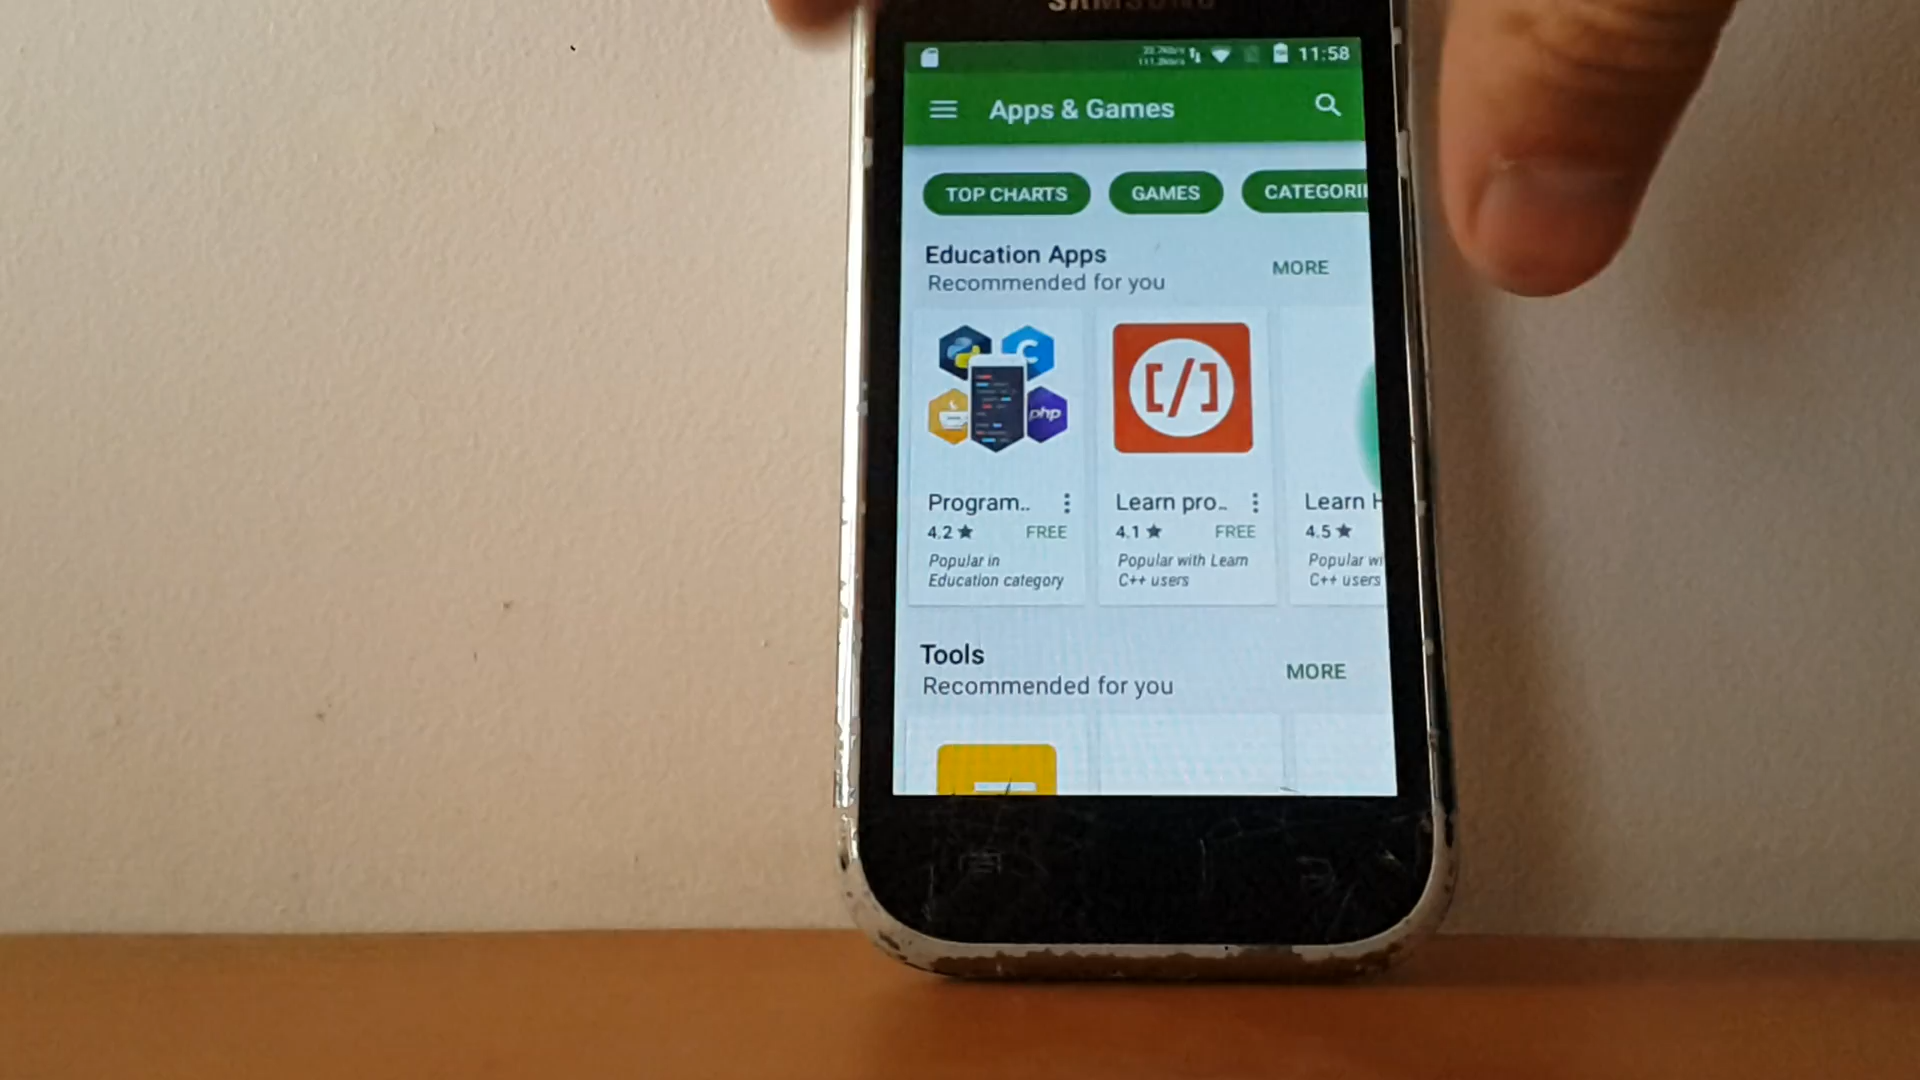 SAMSUNG
11:58
Apps & Games
TOP CHARTS
GAMES
CATEGORI
Education Apps
Recommended for you
MORE
C
php
[/]
Program..
Learn pro..
Learn H
4.2★
FREE
4.1★
FREE
4.5★
Popular in
Education category
Popular with Learn
C++ users
Popular wi
C++ users
Tools
Recommended for you
MORE